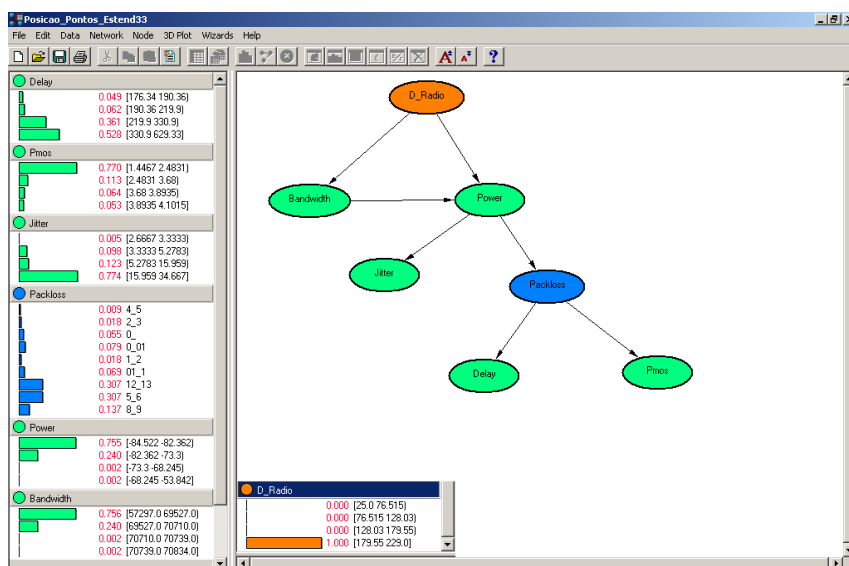 Posicao_Pontos_Estend33
File Edit Data Network Node 3D Plot Wizards Help
Delay
0.049 [176.34 190.36)
0.062 [190.36 219.9)
0.361 [219.9 330.9)
0.528 [330.9 629.33)
Pmos
0.770 [1.4467 2.4831)
0.113 [2.4831 3.68)
0.064 [3.68 3.8935)
0.053 [3.8935 4.1015)
Jitter
0.005 [2.6667 3.3333)
0.098 [3.3333 5.2783)
0.123 [5.2783 15.959)
0.774 [15.959 34.667)
Packloss
0.009 4_5
0.018 2_3
0.055 0_
0.079 0_01
0.018 1_2
0.069 01_1
0.307 12_13
0.307 5_6
0.137 8_9
Power
0.755 [-84.522 -82.362)
0.240 [-82.362 -73.3)
0.002 [-73.3 -68.245)
0.002 [-68.245 -53.842)
Bandwidth
0.756 [57297.0 69527.0)
0.240 [69527.0 70710.0)
0.002 [70710.0 70739.0)
0.002 [70739.0 70834.0)
D_Radio
Bandwidth
Power
Jitter
Packloss
Delay
Pmos
D_Radio
0.000 [25.0 76.515)
0.000 [76.515 128.03)
0.000 [128.03 179.55)
1.000 [179.55 229.0)